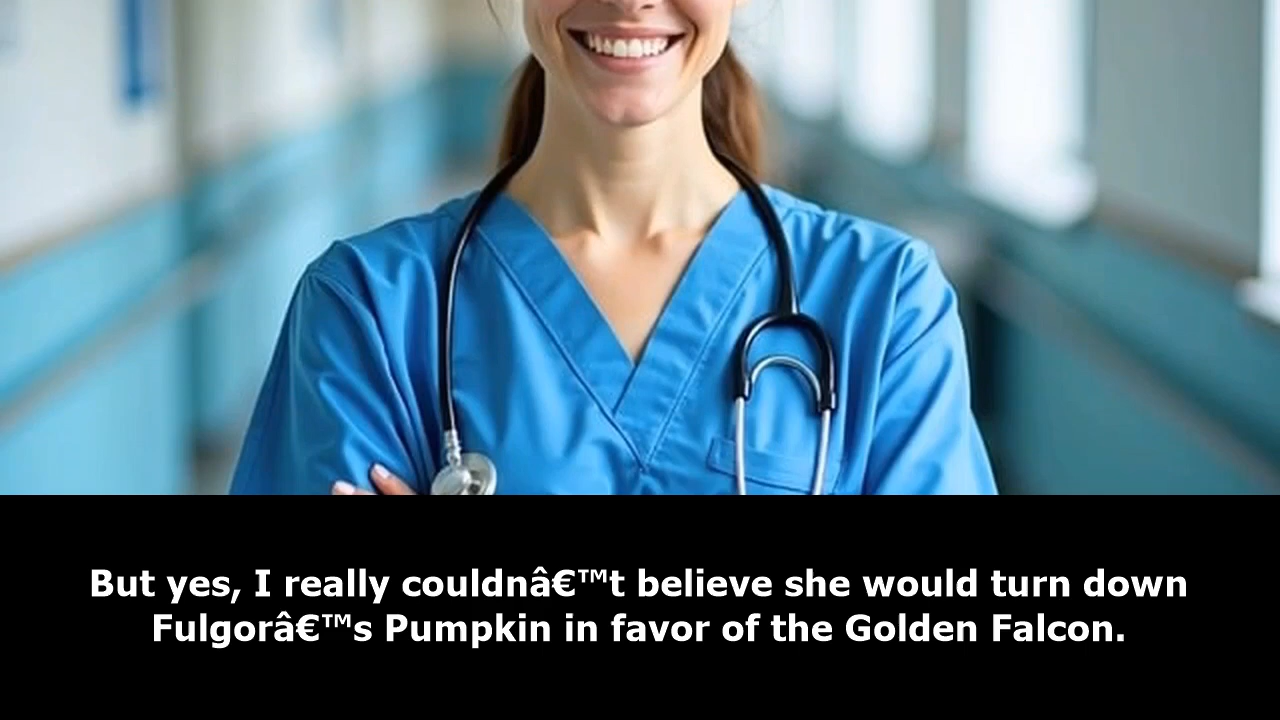 But yes, I really couldnâ€™t believe she would turn down
Fulgorâ€™s Pumpkin in favor of the Golden Falcon.